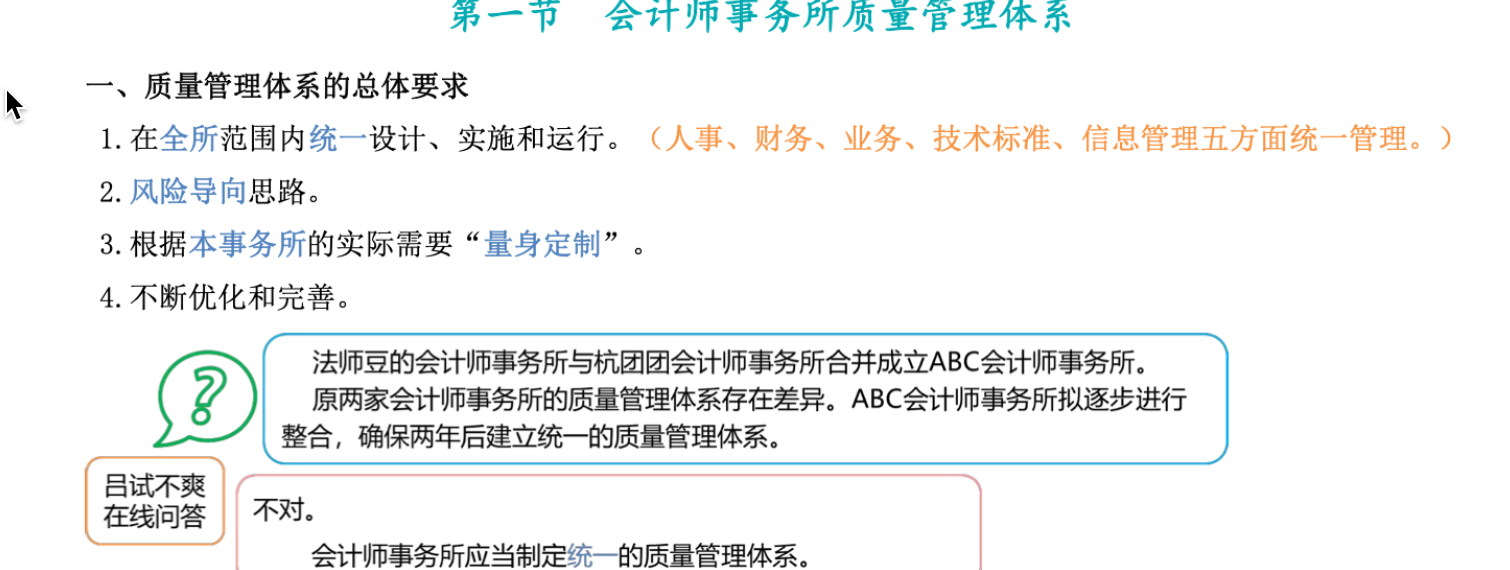 第一节 会计师事务所质量管理体系
一、质量管理体系的总体要求
1.在全所范围内统一设计、实施和运行。（人事、财务、业务、技术标准、信息管理五方面统一管理。）
2.风险导向思路。
3.根据本事务所的实际需要“量身定制”。
4.不断优化和完善。
法师豆的会计师事务所与杭团团会计师事务所合并成立ABC会计师事务所。
原两家会计师事务所的质量管理体系存在差异。ABC会计师事务所拟逐步进行
整合，确保两年后建立统一的质量管理体系。
吕试不爽
在线问答
不对。
会计师事务所应当制定统一的质量管理体系。